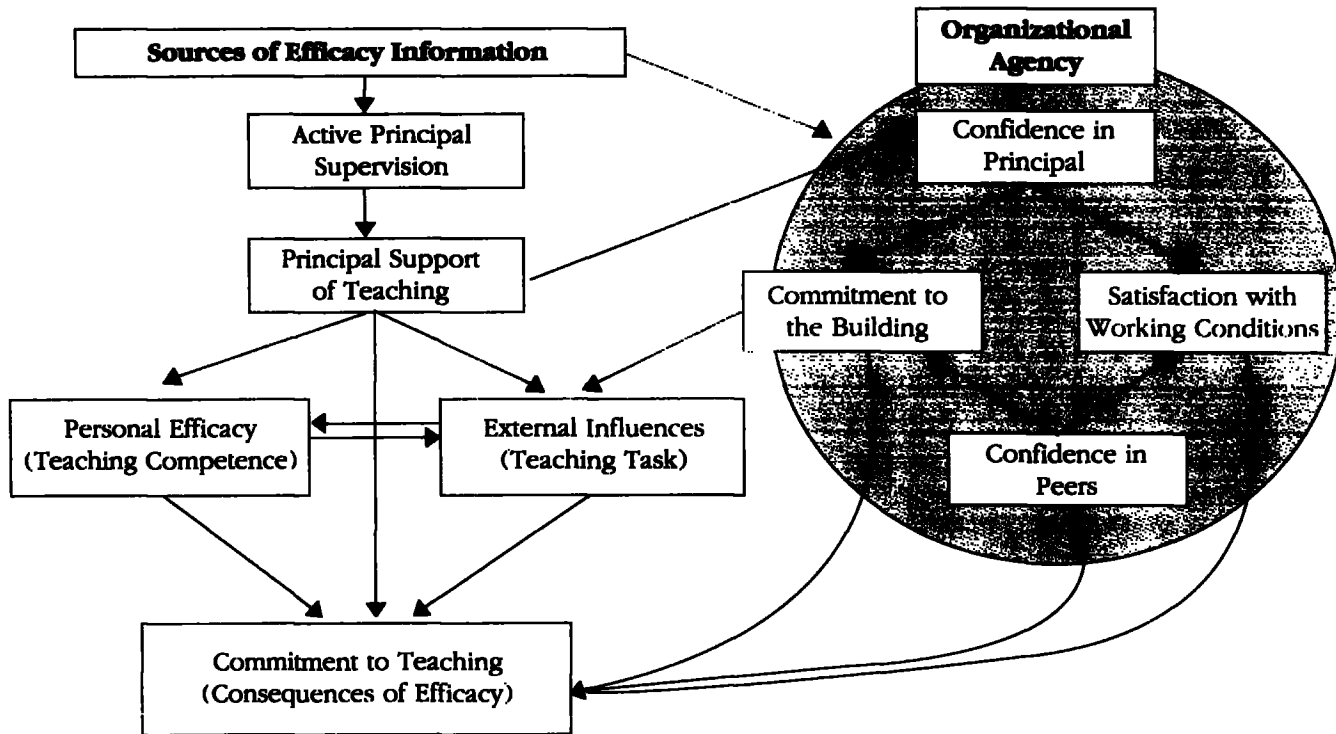 Sources of Efficacy Information
Active Principal
Supervision
Principal Support
of Teaching
Personal Efficacy
(Teaching Competence)
External Influences
(Teaching Task)
Commitment to Teaching
(Consequences of Efficacy)
Organizational
Agency
Confidence in
Principal
Commitment to
the Building
Satisfaction with
Working Conditions
Confidence in
Peers